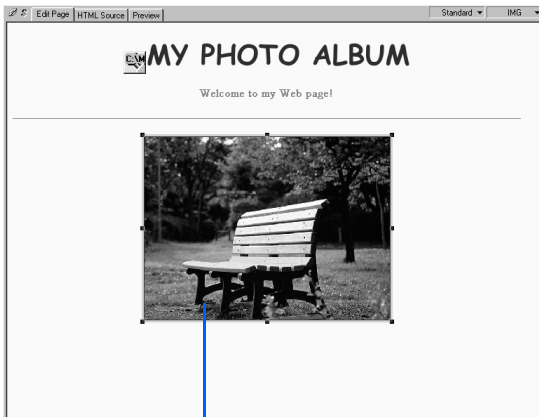 Edit Page HTML Source Preview Standard IMG
C:\M
MY PHOTO ALBUM
Welcome to my Web page!